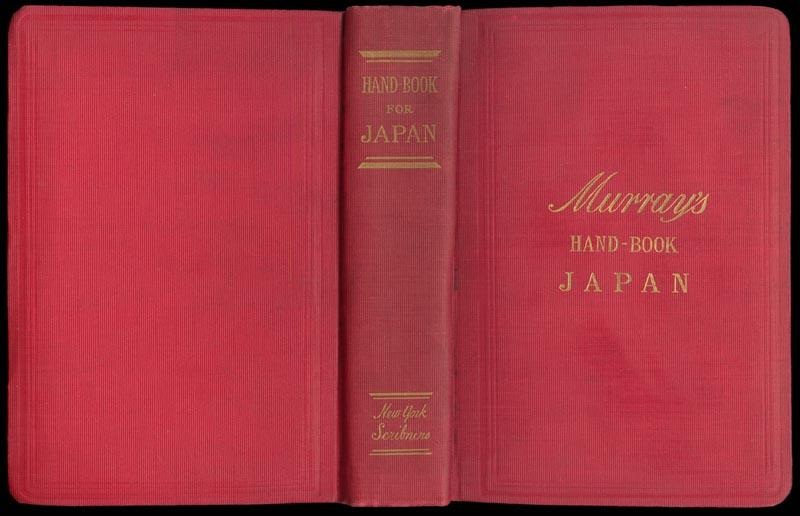 HAND-BOOK
FOR
JAPAN
New York
Scribners
Murray's
HAND-BOOK
JAPAN